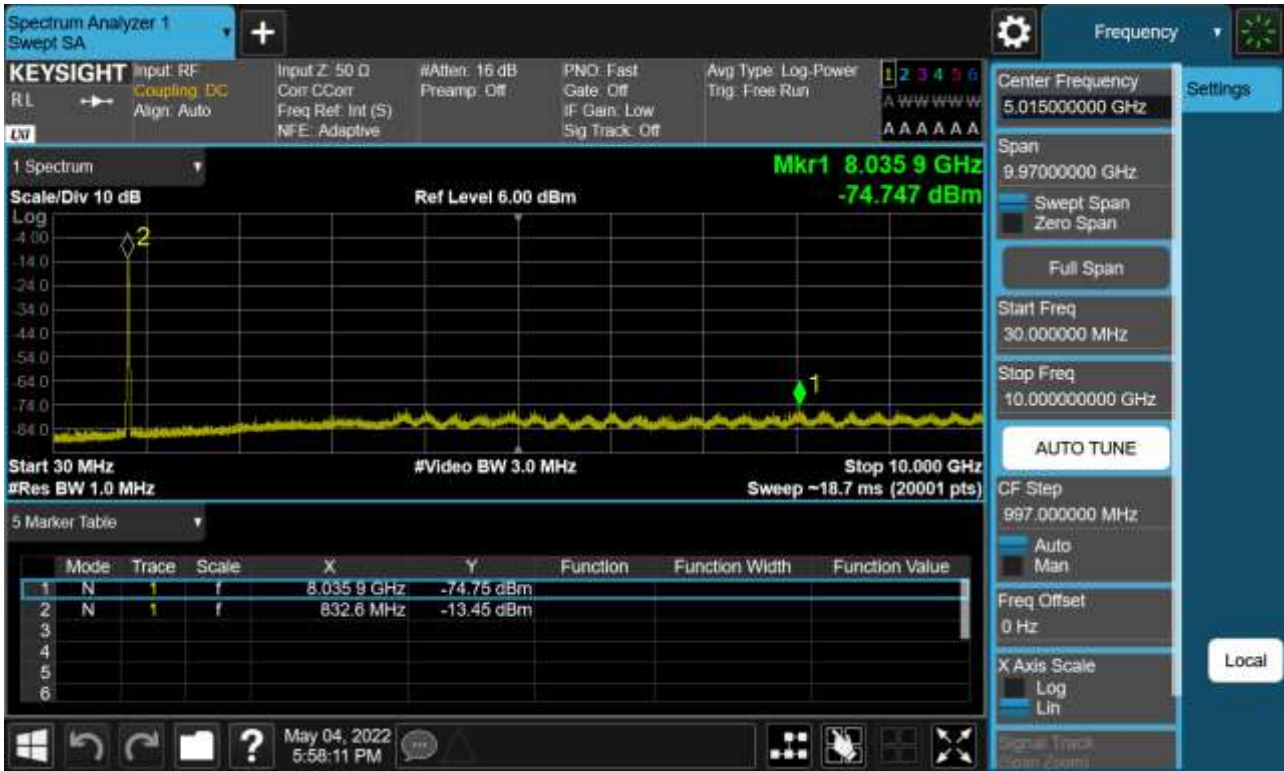 Spectrum Analyzer 1
Swept SA
+
Frequency
KEYSIGHT
RL
LXI
Input: RF
Coupling: DC
Align: Auto
Input Z: 50 Ω
Corr CCorr
Freq Ref: Int (S)
NFE: Adaptive
#Atten: 16 dB
Preamp: Off
PNO: Fast
Gate: Off
IF Gain: Low
Sig Track: Off
Avg Type: Log-Power
Trig: Free Run
1 2 3 4 5 6
A W W W W W
A A A A A A
1 Spectrum
Scale/Div 10 dB
Ref Level 6.00 dBm
Mkr1 8.035 9 GHz
-74.747 dBm
Log
-4.00
-14.0
-24.0
-34.0
-44.0
-54.0
-64.0
-74.0
-84.0
2
1
Start 30 MHz
#Video BW 3.0 MHz
Stop 10.000 GHz
#Res BW 1.0 MHz
Sweep ~18.7 ms (20001 pts)
5 Marker Table
Mode Trace Scale X Y Function Function Width Function Value
1 N 1 f 8.035 9 GHz -74.75 dBm
2 N 1 f 832.6 MHz -13.45 dBm
3
4
5
6
Center Frequency
5.015000000 GHz
Settings
Span
9.97000000 GHz
Swept Span
Zero Span
Full Span
Start Freq
30.000000 MHz
Stop Freq
10.000000000 GHz
AUTO TUNE
CF Step
997.000000 MHz
Auto
Man
Freq Offset
0 Hz
X Axis Scale
Log
Lin
Signal Track
(Span Zoom)
Local
?
May 04, 2022
5:58:11 PM